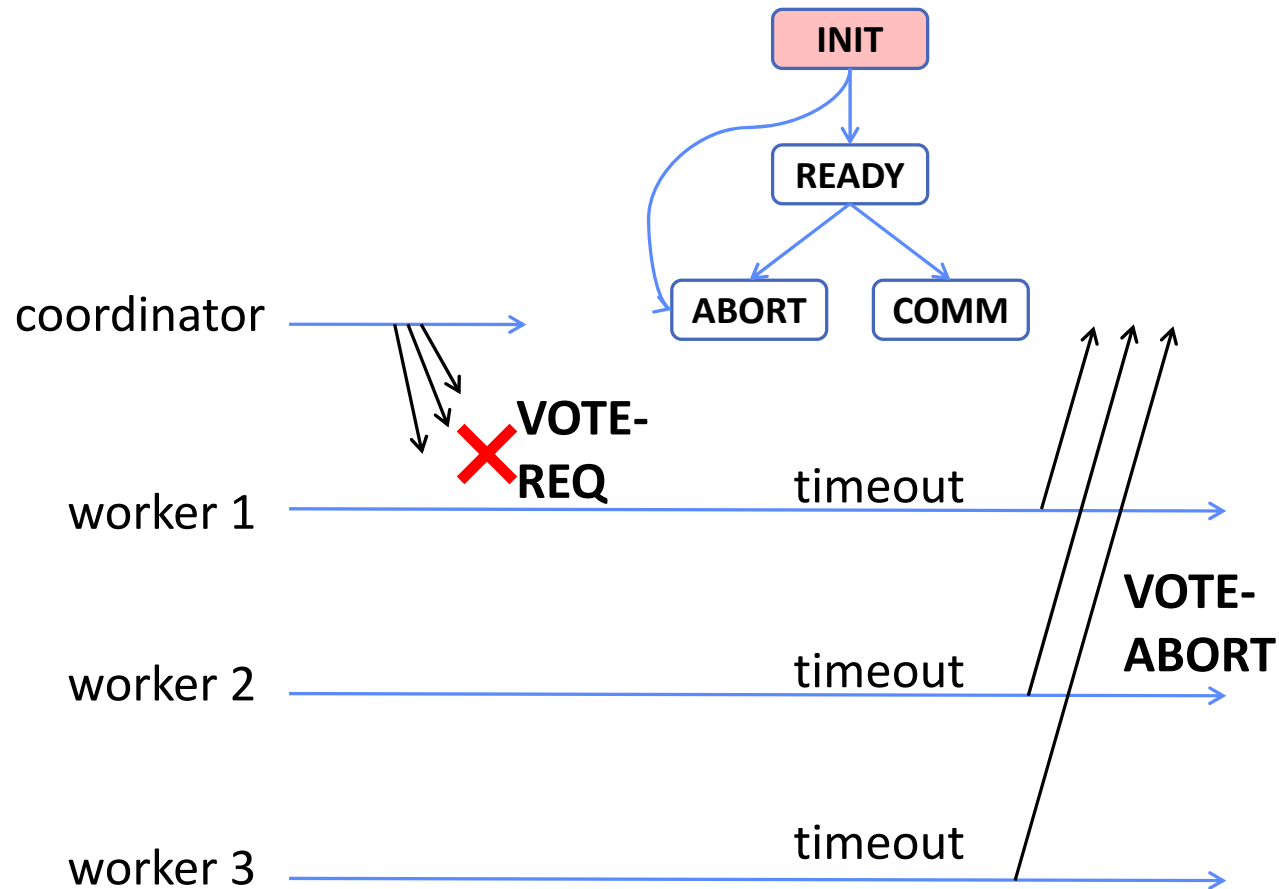 INIT
READY
ABORT
COMM
coordinator
VOTE-
REQ
timeout
worker 1
VOTE-
ABORT
timeout
worker 2
timeout
worker 3